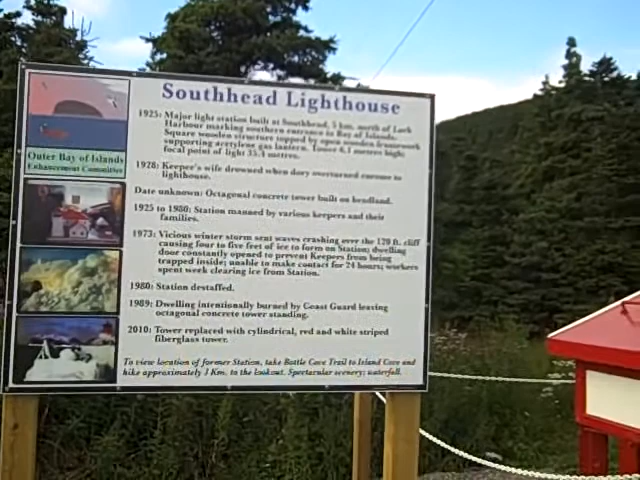 Southhead Lighthouse
1925: Major light station built at Southhead, 5 km. north of Lark
Harbour marking southern entrance to Bay of Islands.
Square wooden structure topped by open wooden framework
supporting acetylene gas lantern. Tower 6.1 metres high;
focal point of light 35.4 metres.
1928: Keeper's wife drowned when dory overturned enroute to
lighthouse.
Date unknown: Octagonal concrete tower built on headland.
1925 to 1980: Station manned by various keepers and their
families.
1973: Vicious winter storm sent waves crashing over the 120 ft. cliff
causing four to five feet of ice to form on Station; dwelling
door constantly opened to prevent Keepers from being
trapped inside; unable to make contact for 24 hours; workers
spent week clearing ice from Station.
1980: Station destaffed.
1989: Dwelling intentionally burned by Coast Guard leaving
octagonal concrete tower standing.
2010: Tower replaced with cylindrical, red and white striped
fiberglass tower.
To view location of former Station, take Bottle Cove Trail to Island Cove and
hike approximately 3 Km. to the lookout. Spectacular scenery; waterfall.
Outer Bay of Islands
Enhancement Committee